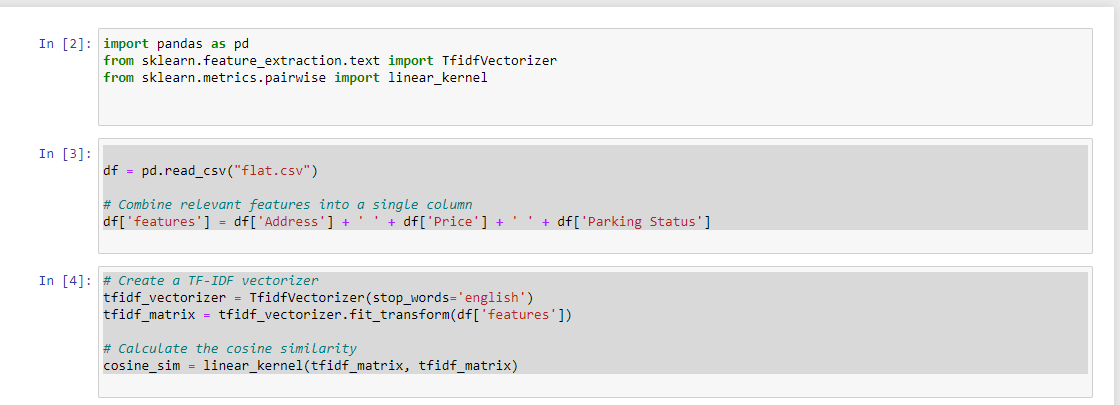 In [2]: import pandas as pd
from sklearn.feature_extraction.text import TfidfVectorizer
from sklearn.metrics.pairwise import linear_kernel
In [3]:
df = pd.read_csv("flat.csv")
# Combine relevant features into a single column
df['features'] = df['Address'] + ' ' + df['Price'] + ' ' + df['Parking Status']
In [4]: # Create a TF-IDF vectorizer
tfidf_vectorizer = TfidfVectorizer(stop_words='english')
tfidf_matrix = tfidf_vectorizer.fit_transform(df['features'])
# Calculate the cosine similarity
cosine_sim = linear_kernel(tfidf_matrix, tfidf_matrix)